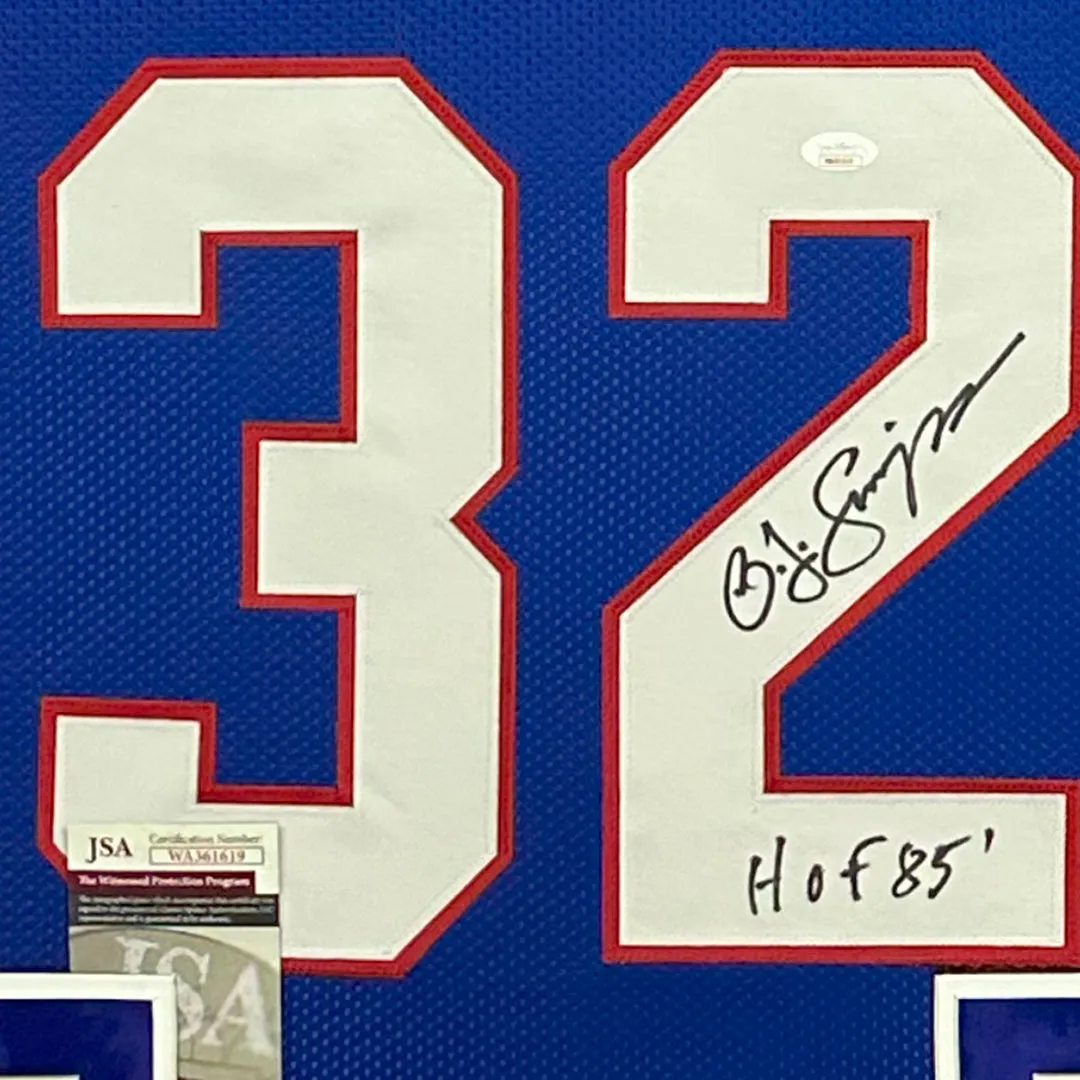 32
O.J. Simpson
HOF 85'
JSA
Certification Number
WA361619
The Witnessed Protection Program
JSA